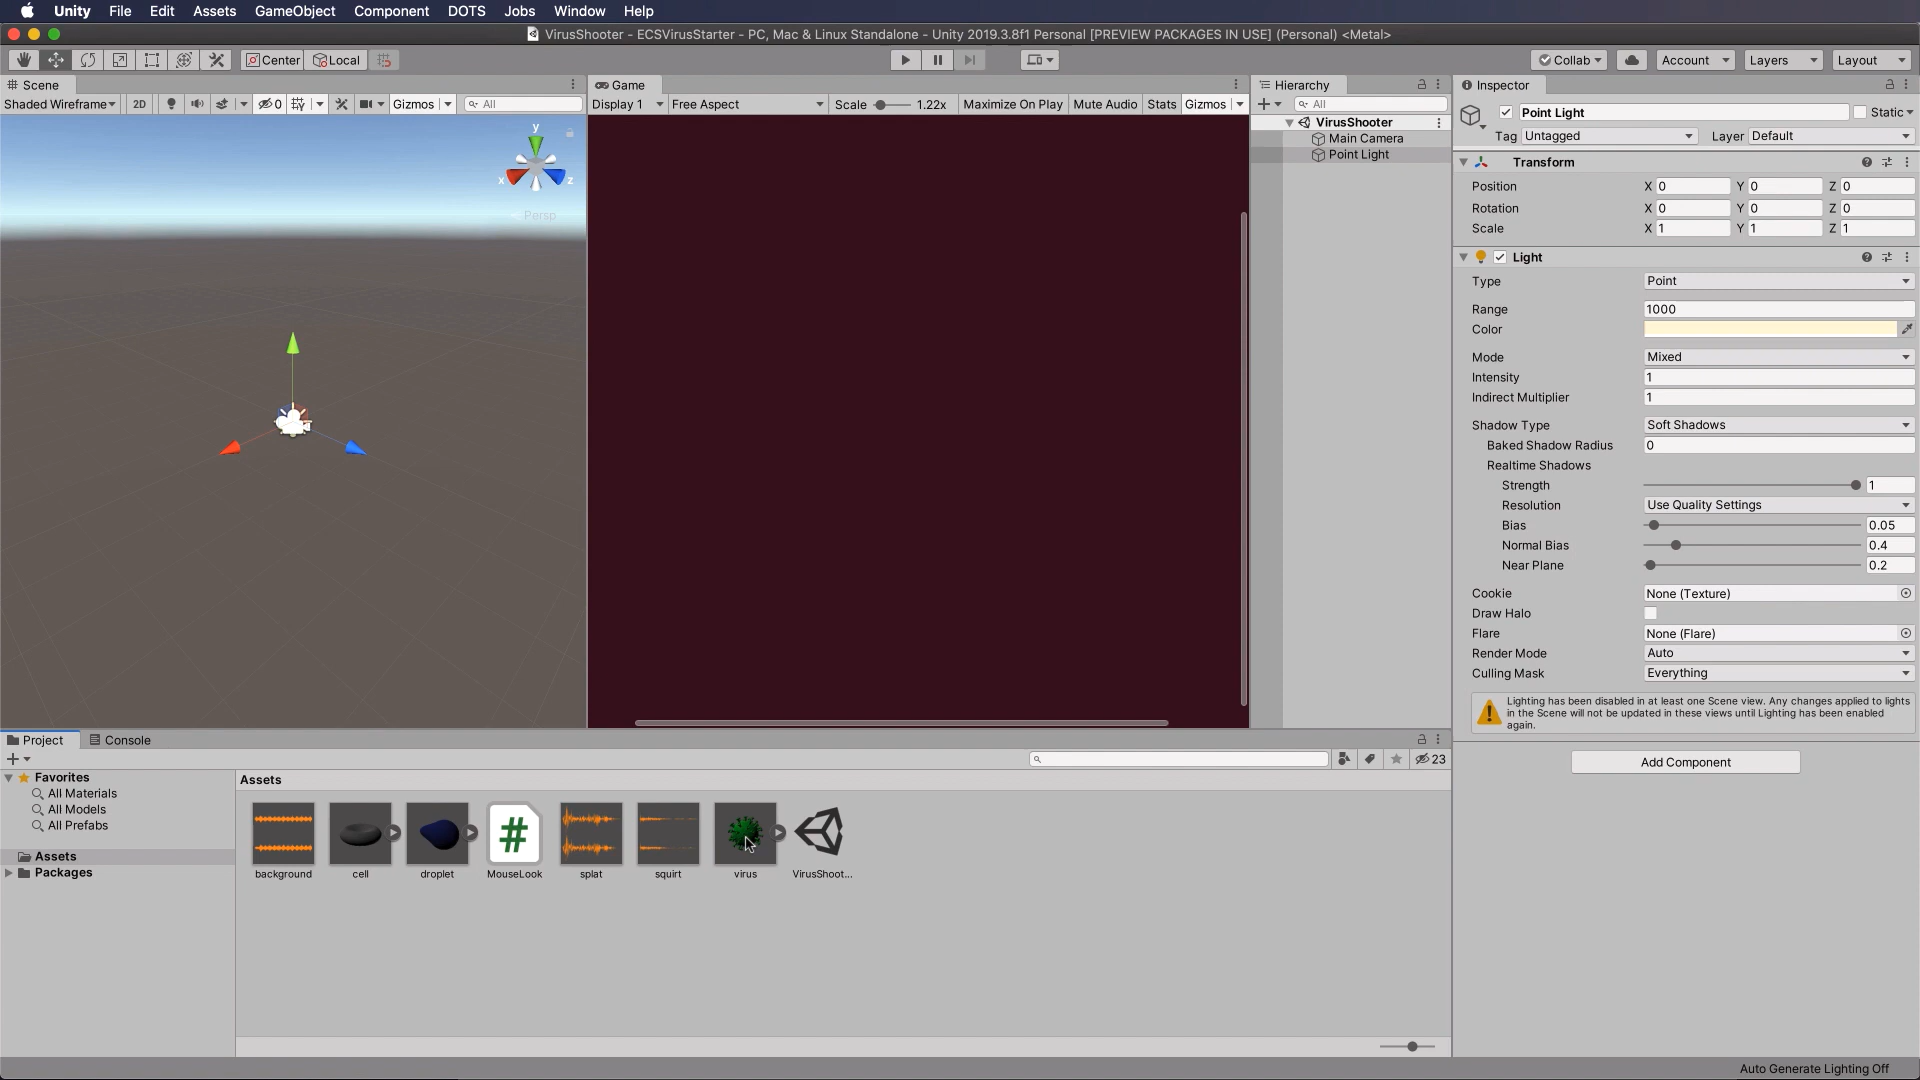 Unity File Edit Assets GameObject Component DOTS Jobs Window Help
VirusShooter - ECSVirusStarter - PC, Mac & Linux Standalone - Unity 2019.3.8f1 Personal [PREVIEW PACKAGES IN USE] (Personal) <Metal>
Center Local Collab Account Layers Layout
Scene
Shaded Wireframe 2D 0 Gizmos All
y
x z
Persp
Game
Display 1 Free Aspect Scale 1.22x Maximize On Play Mute Audio Stats Gizmos
Hierarchy
All
VirusShooter
Main Camera
Point Light
Inspector
Point Light Static
Tag Untagged Layer Default
Transform
Position X 0 Y 0 Z 0
Rotation X 0 Y 0 Z 0
Scale X 1 Y 1 Z 1
Light
Type Point
Range 1000
Color
Mode Mixed
Intensity 1
Indirect Multiplier 1
Shadow Type Soft Shadows
Baked Shadow Radius 0
Realtime Shadows
Strength 1
Resolution Use Quality Settings
Bias 0.05
Normal Bias 0.4
Near Plane 0.2
Cookie None (Texture)
Draw Halo
Flare None (Flare)
Render Mode Auto
Culling Mask Everything
Lighting has been disabled in at least one Scene view. Any changes applied to lights
in the Scene will not be updated in these views until Lighting has been enabled
again.
Add Component
Project Console
23
Favorites
All Materials
All Models
All Prefabs
Assets
Packages
Assets
#
background cell droplet MouseLook splat squirt virus VirusShoot...
Auto Generate Lighting Off